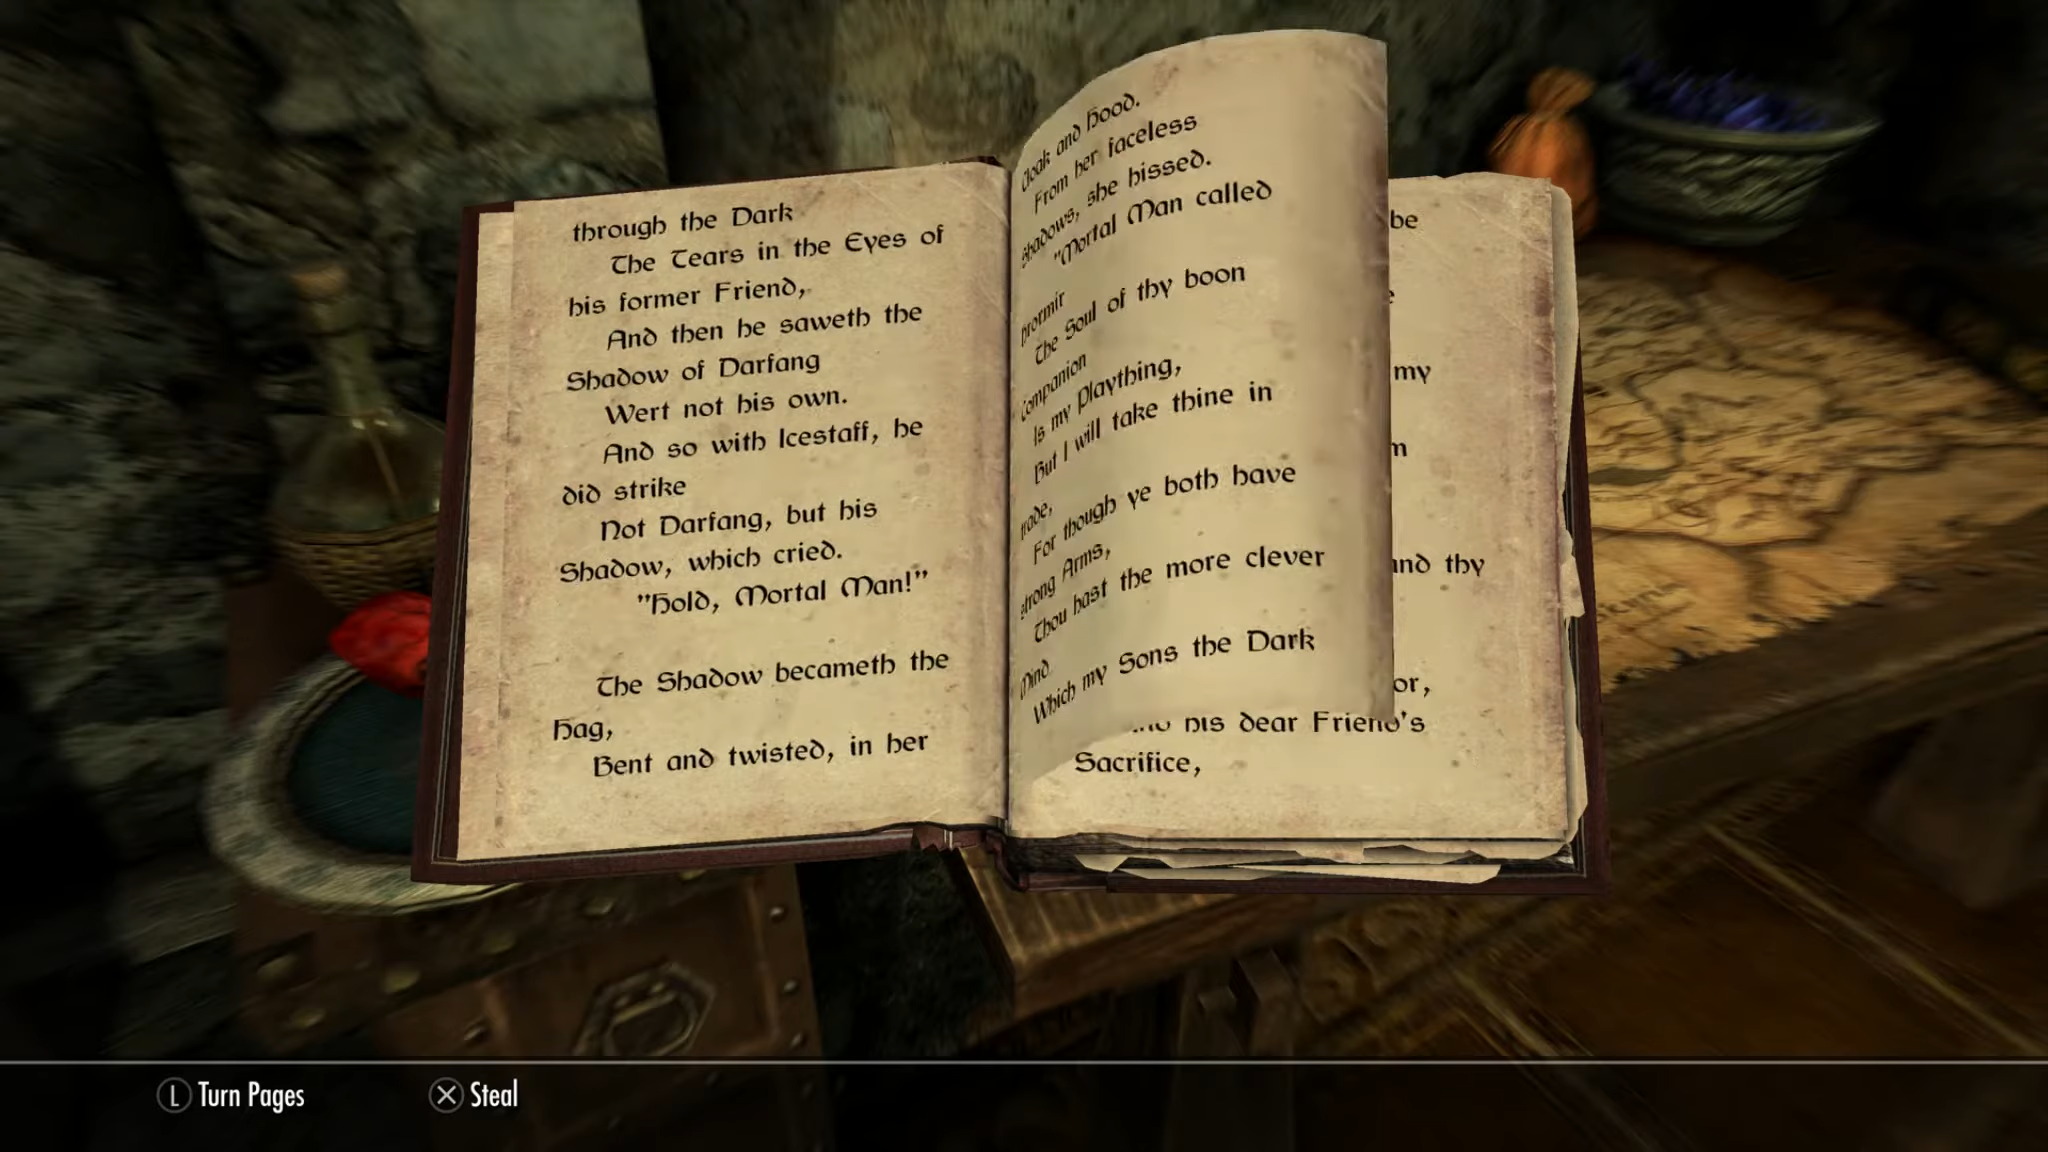 through the Dark
The Tears in the Eyes of
his former Friend,
And then he saweth the
Shadow of Darfang
Wert not his own.
And so with Icestaff, he
did strike
Not Darfang, but his
Shadow, which cried.
"Hold, Mortal Man!"
The Shadow becameth the
Hag,
Bent and twisted, in her
Cloak and Hood.
From her faceless
Shadows, she hissed.
"Mortal Man called
The Soul of thy boon
Companion
Is my Plaything,
But I will take thine in
trade,
For though ye both have
strong Arms,
Thou hast the more clever
Mind
Which my Sons the Dark
be
my
and thy
or,
his dear Friend's
Sacrifice,
L Turn Pages
X Steal